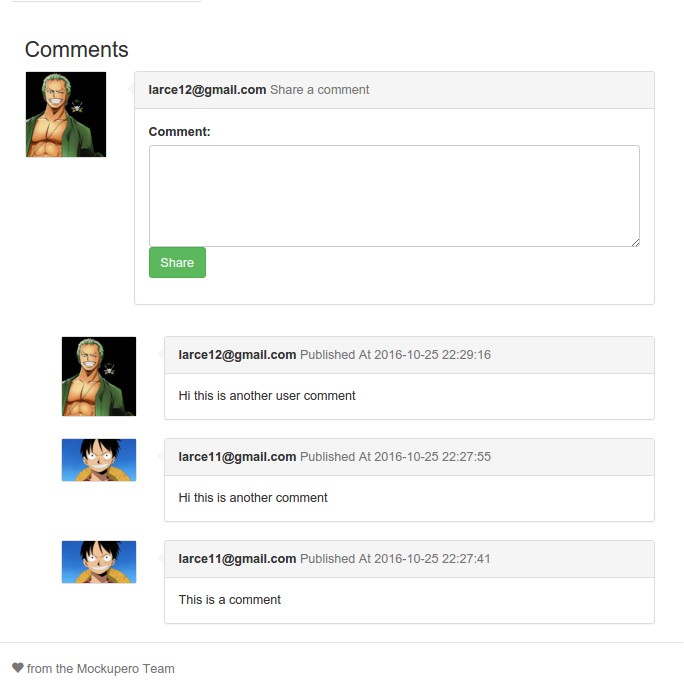 Comments
larce12@gmail.com Share a comment
Comment:
Share
larce12@gmail.com Published At 2016-10-25 22:29:16
Hi this is another user comment
larce11@gmail.com Published At 2016-10-25 22:27:55
Hi this is another comment
larce11@gmail.com Published At 2016-10-25 22:27:41
This is a comment
from the Mockupero Team